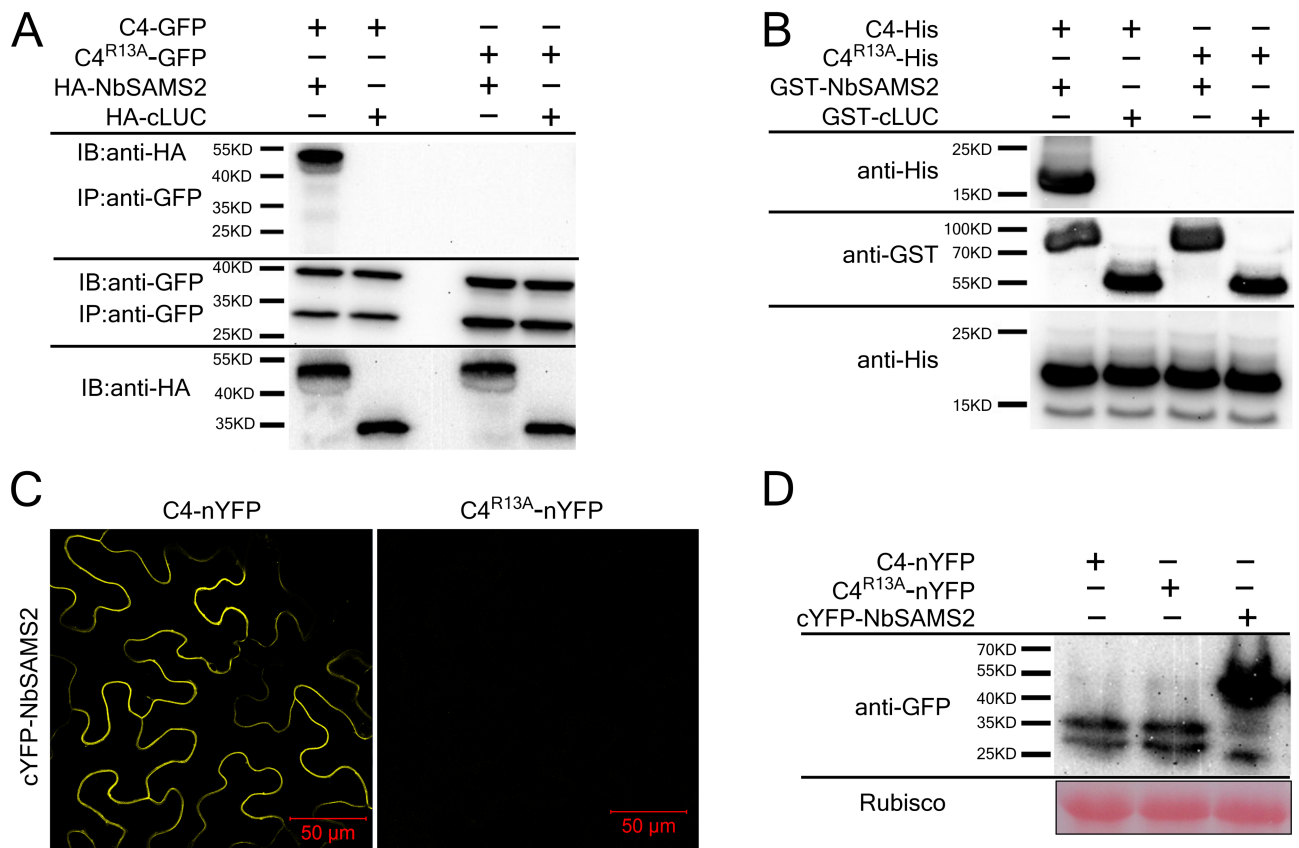 A
C4-GFP + + − −
C4R13A-GFP − − + +
HA-NbSAMS2 + − + −
HA-cLUC − + − +
IB:anti-HA
IP:anti-GFP
55KD
40KD
35KD
25KD
IB:anti-GFP
IP:anti-GFP
40KD
35KD
25KD
IB:anti-HA
55KD
40KD
35KD
B
C4-His + + − −
C4R13A-His − − + +
GST-NbSAMS2 + − + −
GST-cLUC − + − +
anti-His
25KD
15KD
anti-GST
100KD
70KD
55KD
anti-His
25KD
15KD
C
C4-nYFP
C4R13A-nYFP
cYFP-NbSAMS2
50 µm
50 µm
D
C4-nYFP + − −
C4R13A-nYFP − + −
cYFP-NbSAMS2 − − +
anti-GFP
70KD
55KD
40KD
35KD
25KD
Rubisco